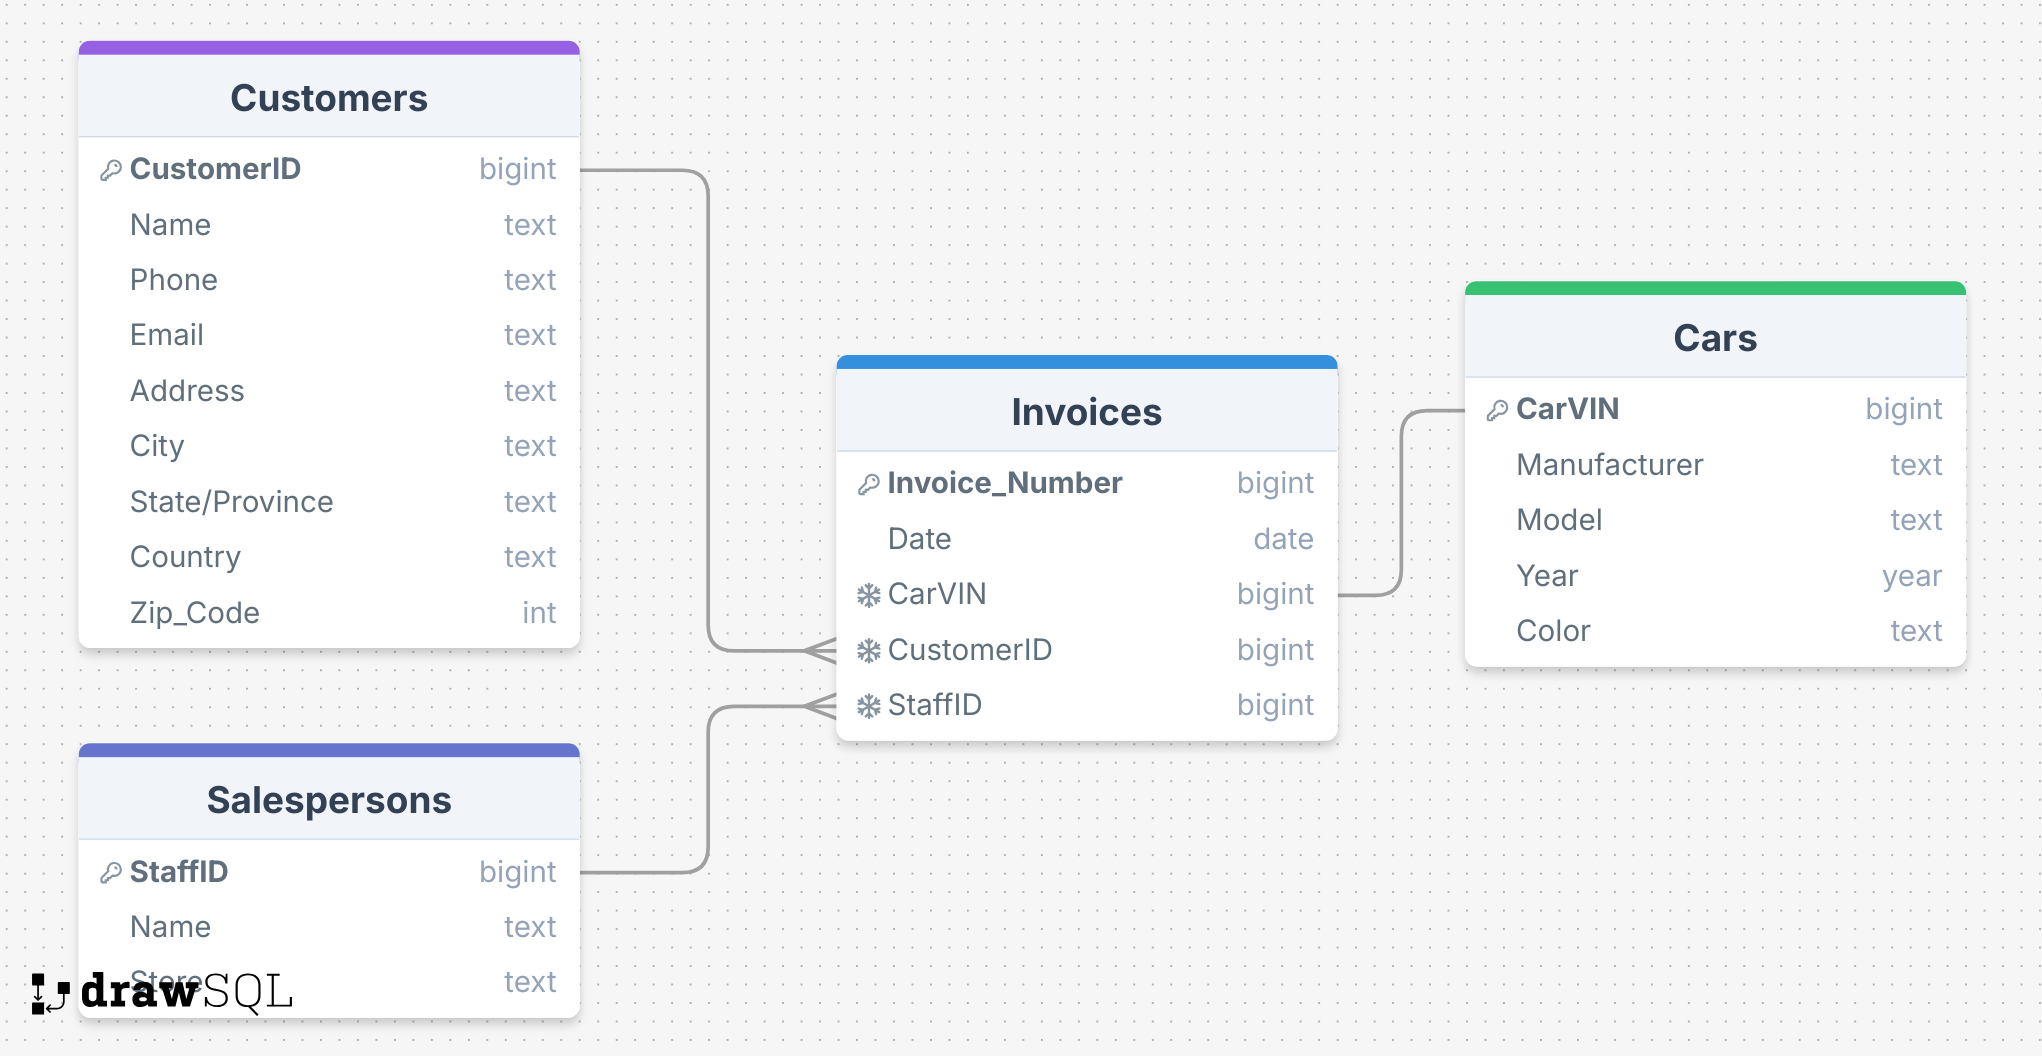 Customers
CustomerID bigint
Name text
Phone text
Email text
Address text
City text
State/Province text
Country text
Zip_Code int
Salespersons
StaffID bigint
Name text
Store text
drawSQL
Invoices
Invoice_Number bigint
Date date
CarVIN bigint
CustomerID bigint
StaffID bigint
Cars
CarVIN bigint
Manufacturer text
Model text
Year year
Color text